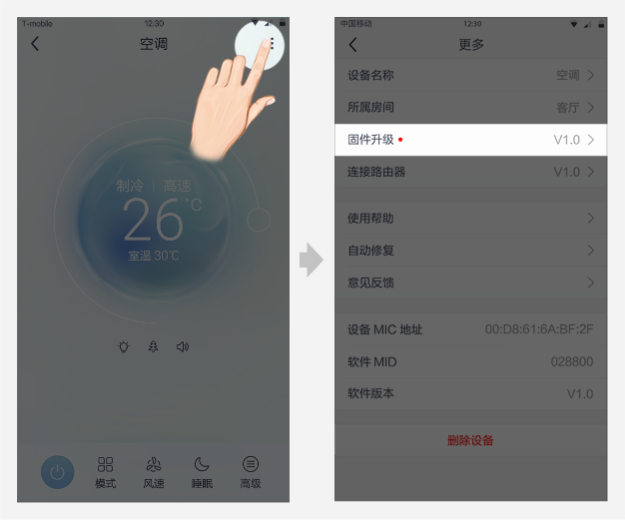 T-mobile 12:30
空调
制冷 | 高速
26℃
室温 30℃
模式 风速 睡眠 高级
中国移动 12:30
更多
设备名称 空调
所属房间 客厅
固件升级 V1.0
连接路由器 V1.0
使用帮助
自动修复
意见反馈
设备 MIC 地址 00:D8:61:6A:BF:2F
软件 MID 028800
软件版本 V1.0
删除设备